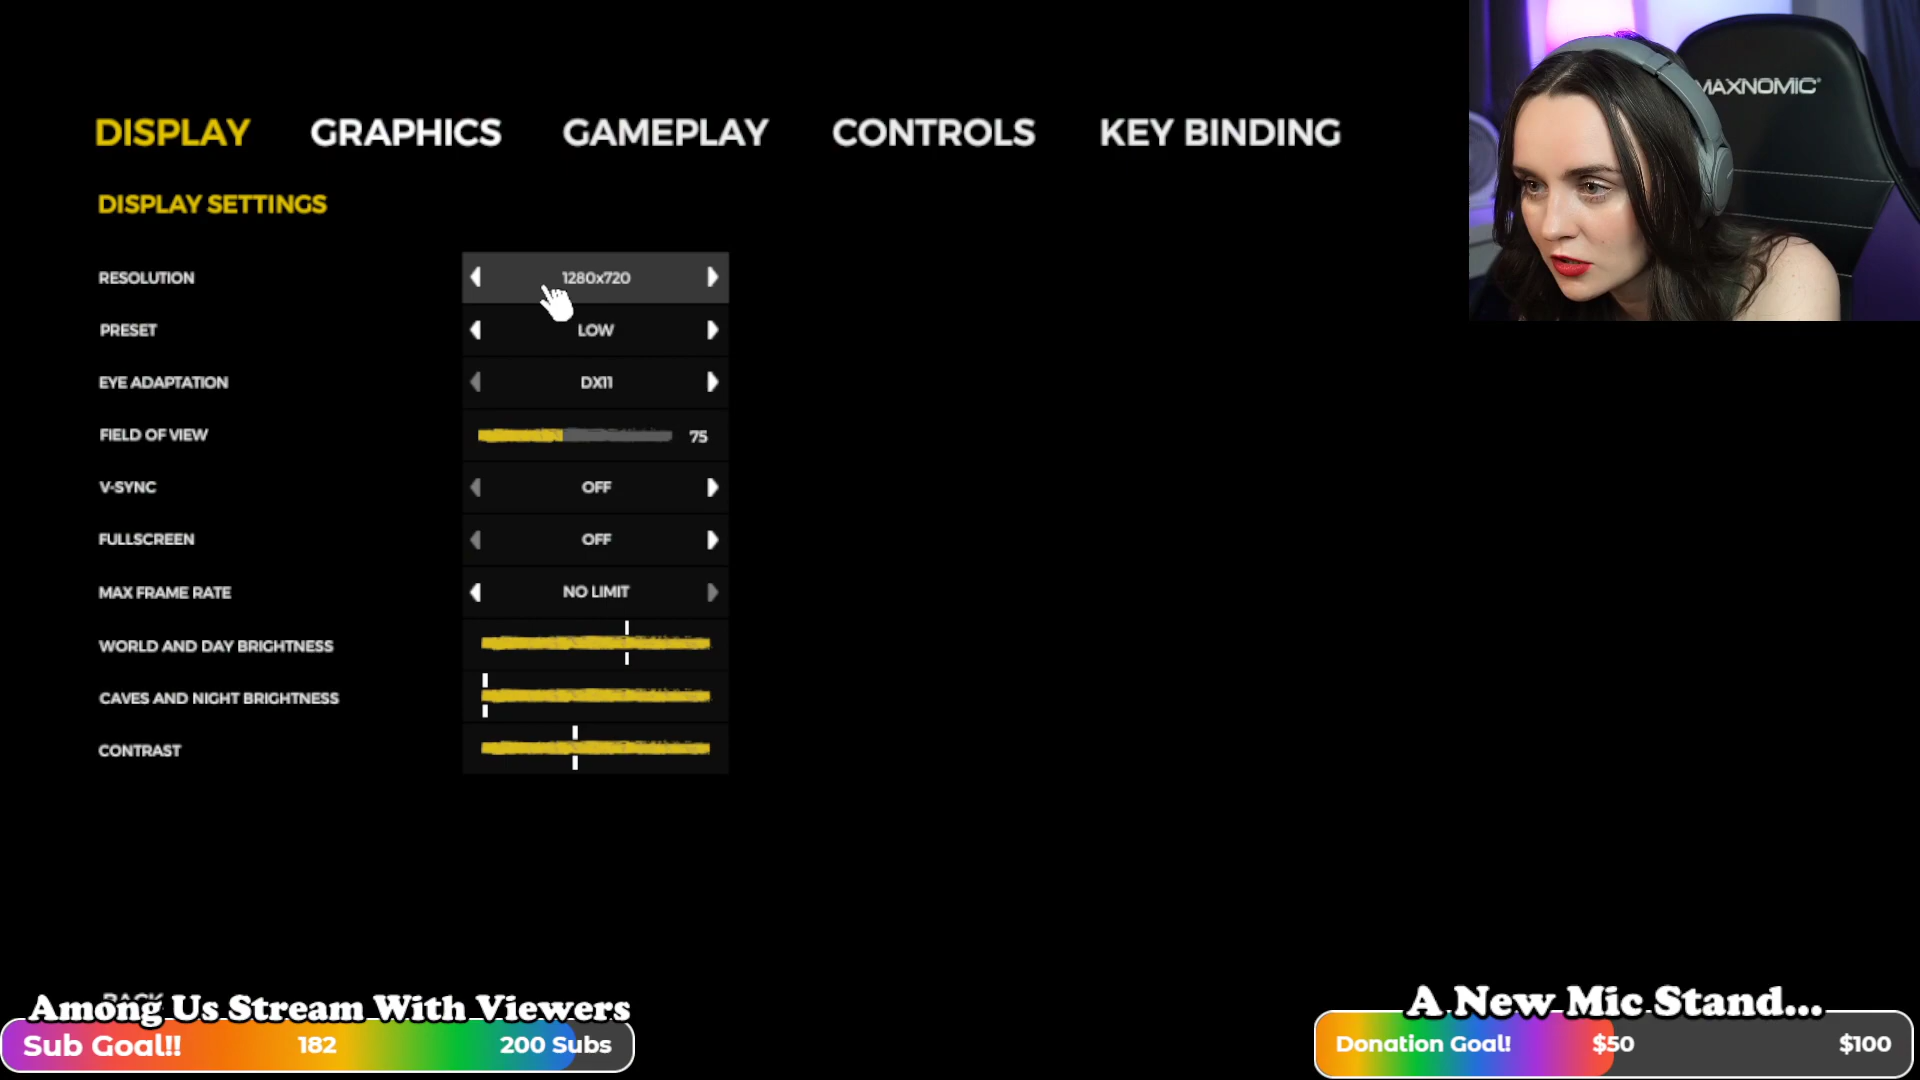 MAXNOMIC
DISPLAY GRAPHICS GAMEPLAY CONTROLS KEY BINDING
DISPLAY SETTINGS
RESOLUTION 1280x720
PRESET LOW
EYE ADAPTATION DX11
FIELD OF VIEW 75
V-SYNC OFF
FULLSCREEN OFF
MAX FRAME RATE NO LIMIT
WORLD AND DAY BRIGHTNESS
CAVES AND NIGHT BRIGHTNESS
CONTRAST
BACK
Among Us Stream With Viewers
Sub Goal!! 182 200 Subs
A New Mic Stand...
Donation Goal! $50 $100